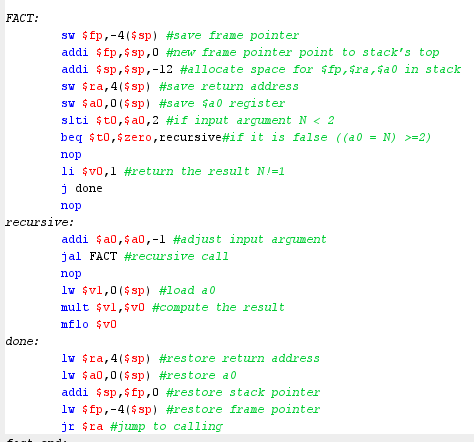 FACT:
sw $fp,-4($sp) #save frame pointer
addi $fp,$sp,0 #new frame pointer point to stack's top
addi $sp,$sp,-12 #allocate space for $fp,$ra,$a0 in stack
sw $ra,4($sp) #save return address
sw $a0,0($sp) #save $a0 register
slti $t0,$a0,2 #if input argument N < 2
beq $t0,$zero,recursive#if it is false ((a0 = N) >=2)
nop
li $v0,1 #return the result N!=1
j done
nop
recursive:
addi $a0,$a0,-1 #adjust input argument
jal FACT #recursive call
nop
lw $v1,0($sp) #load a0
mult $v1,$v0 #compute the result
mflo $v0
done:
lw $ra,4($sp) #restore return address
lw $a0,0($sp) #restore a0
addi $sp,$fp,0 #restore stack pointer
lw $fp,-4($sp) #restore frame pointer
jr $ra #jump to calling